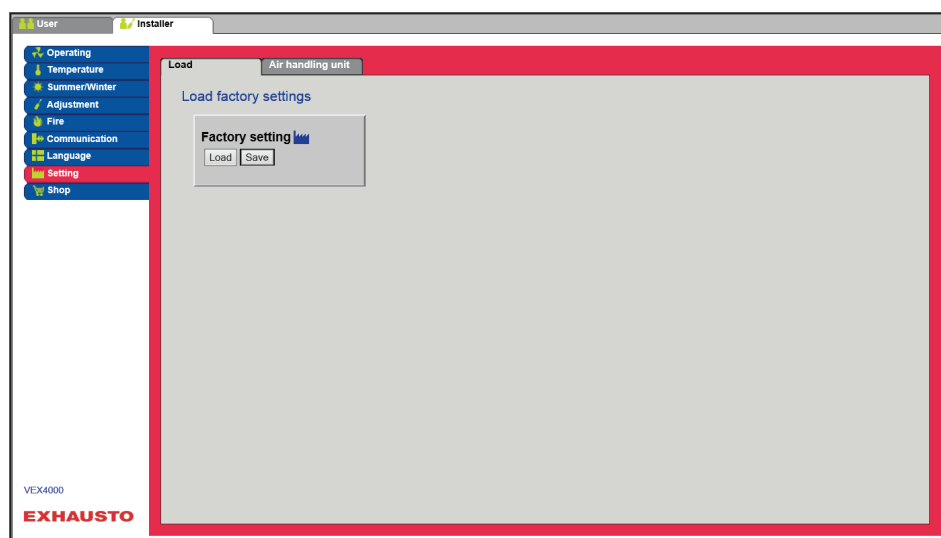 User
Installer
Operating
Temperature
Summer/Winter
Adjustment
Fire
Communication
Language
Setting
Shop
Load
Air handling unit
Load factory settings
Factory setting
Load
Save
VEX4000
EXHAUSTO